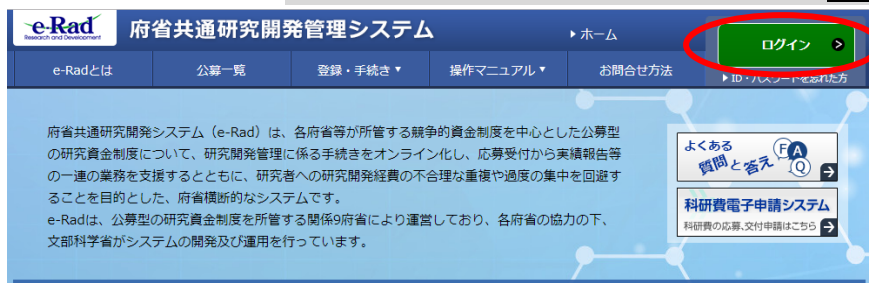 e-Rad
Research and Development
府省共通研究開発管理システム
▶ホーム
ログイン
e-Radとは
公募一覧
登録・手続き▼
操作マニュアル▼
お問合せ方法
▶ID・パスワードを忘れた方
府省共通研究開発システム（e-Rad）は、各府省等が所管する競争的資金制度を中心とした公募型
の研究資金制度について、研究開発管理に係る手続きをオンライン化し、応募受付から実績報告等
の一連の業務を支援するとともに、研究者への研究開発経費の不合理な重複や過度の集中を回避す
ることを目的とした、府省横断的なシステムです。
e-Radは、公募型の研究資金制度を所管する関係9府省により運営しており、各府省の協力の下、
文部科学省がシステムの開発及び運用を行っています。
よくある
質問と答え
FAQ
科研費電子申請システム
科研費の応募、交付申請はこちら